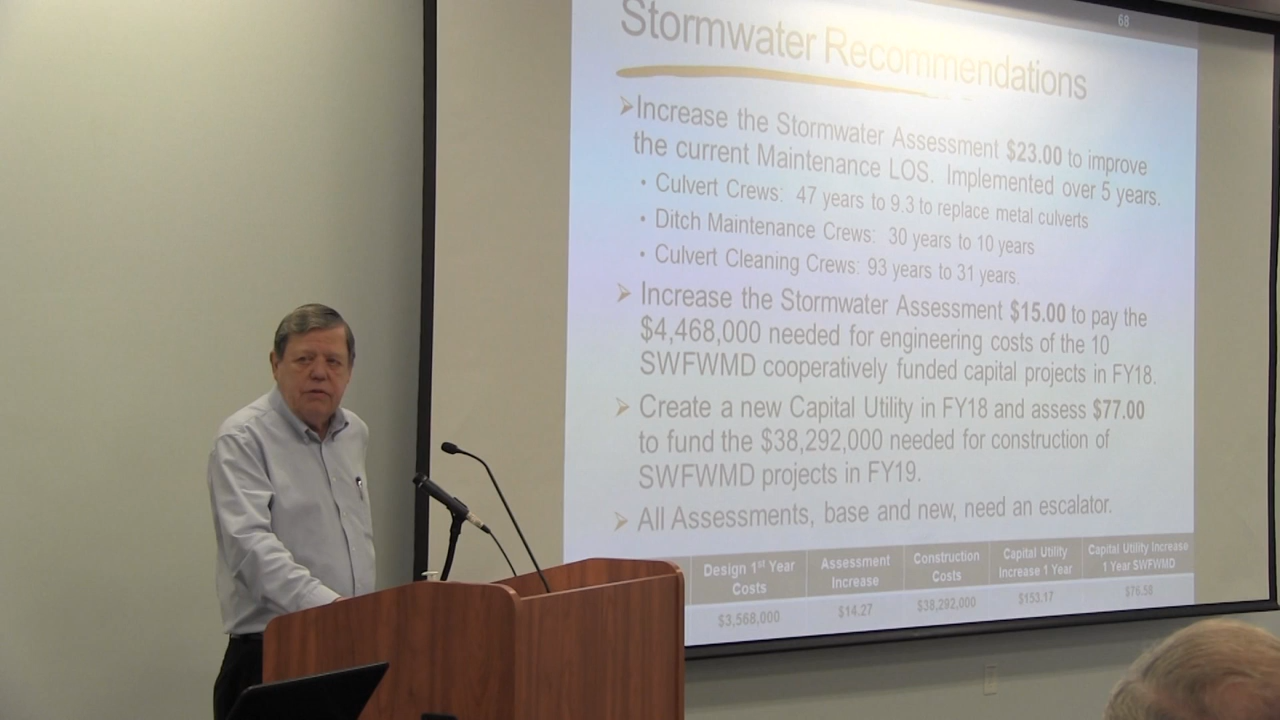 68
Stormwater Recommendations
➢Increase the Stormwater Assessment $23.00 to improve
the current Maintenance LOS. Implemented over 5 years.
• Culvert Crews: 47 years to 9.3 to replace metal culverts
• Ditch Maintenance Crews: 30 years to 10 years
• Culvert Cleaning Crews: 93 years to 31 years.
➢ Increase the Stormwater Assessment $15.00 to pay the
$4,468,000 needed for engineering costs of the 10
SWFWMD cooperatively funded capital projects in FY18.
➢ Create a new Capital Utility in FY18 and assess $77.00
to fund the $38,292,000 needed for construction of
SWFWMD projects in FY19.
➢ All Assessments, base and new, need an escalator.
Design 1st Year Assessment Construction Capital Utility Capital Utility Increase
Costs Increase Costs Increase 1 Year 1 Year SWFWMD
$3,568,000 $14.27 $38,292,000 $153.17 $76.58